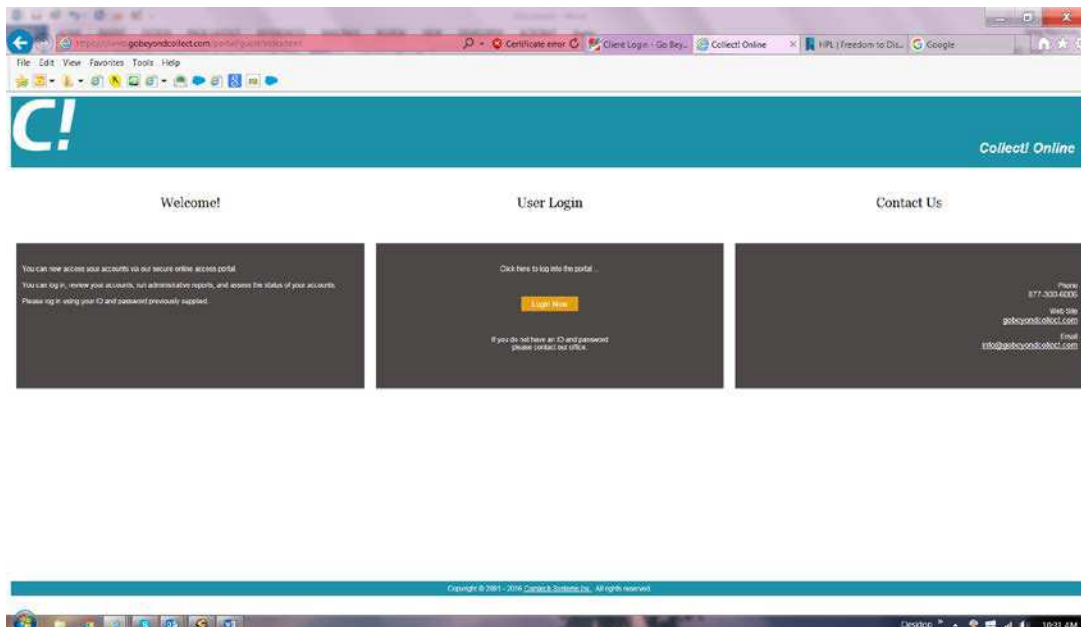 gobeyondcollect.com
Certificate error
Client Login - Go Bey...
Collect! Online
HPL | Freedom to Dis...
Google
File Edit View Favorites Tools Help
C!
Collect! Online
Welcome!
User Login
Contact Us
You can now access your accounts via our secure online access portal.
You can log in, review your accounts, run administrative reports, and assess the status of your accounts.
Please log in using your ID and password previously supplied.
Click here to log into the portal...
Login Now
If you do not have an ID and password
please contact our office.
Phone
877-300-6006
Web Site
gobeyondcollect.com
Email
info@gobeyondcollect.com
Copyright © 2001 - 2016 Comtech Systems Inc. All rights reserved
Desktop
10:31 AM